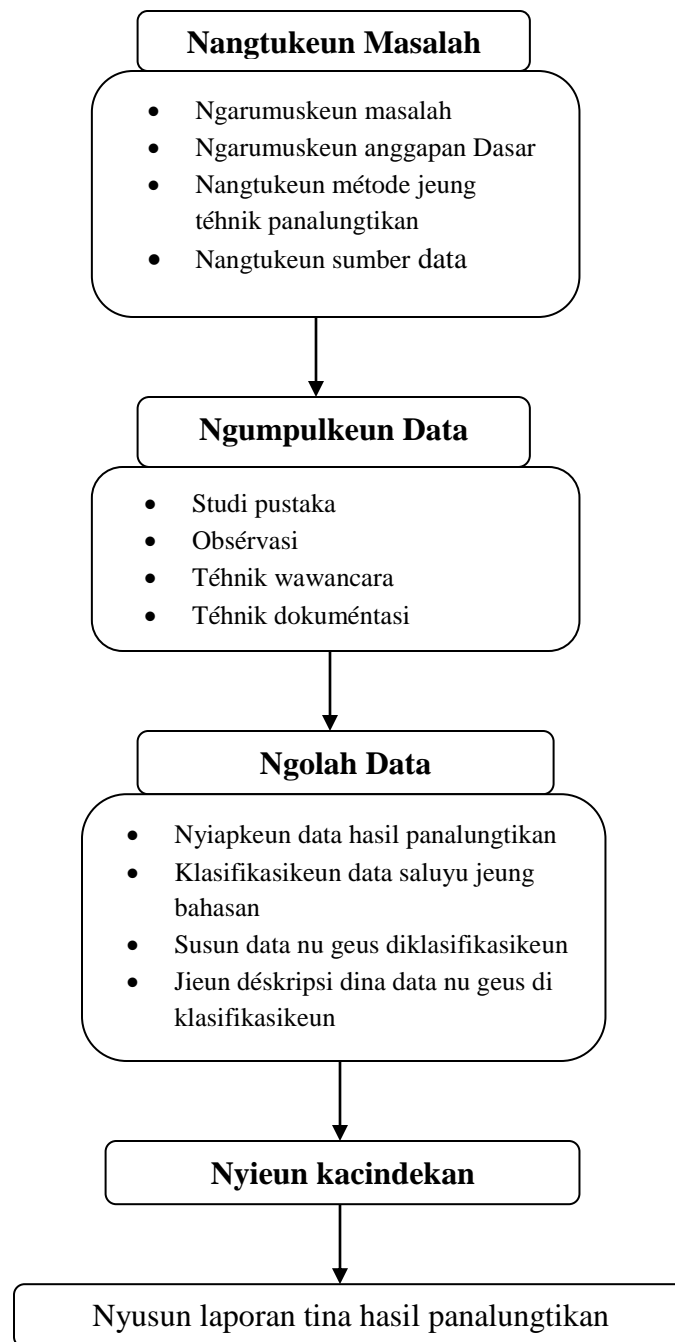 Nangtukeun Masalah
• Ngarumuskeun masalah
• Ngarumuskeun anggapan Dasar
• Nangtukeun métode jeung
téhnik panalungtikan
• Nangtukeun sumber data
Ngumpulkeun Data
• Studi pustaka
• Obsérvasi
• Téhnik wawancara
• Téhnik dokuméntasi
Ngolah Data
• Nyiapkeun data hasil panalungtikan
• Klasifikasikeun data saluyu jeung
bahasan
• Susun data nu geus diklasifikasikeun
• Jieun déskripsi dina data nu geus di
klasifikasikeun
Nyieun kacindekan
Nyusun laporan tina hasil panalungtikan